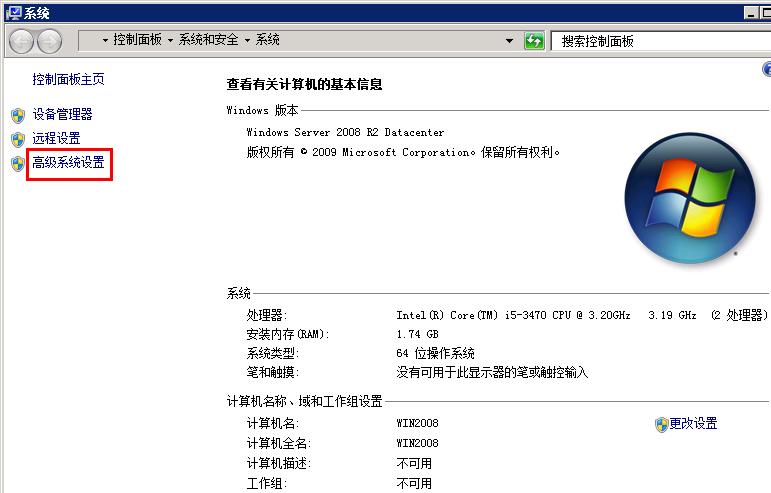 系统
控制面板 系统和安全 系统
搜索控制面板
控制面板主页
设备管理器
远程设置
高级系统设置
查看有关计算机的基本信息
Windows 版本
Windows Server 2008 R2 Datacenter
版权所有 © 2009 Microsoft Corporation。保留所有权利。
系统
处理器: Intel(R) Core(TM) i5-3470 CPU @ 3.20GHz 3.19 GHz (2 处理器)
安装内存(RAM): 1.74 GB
系统类型: 64 位操作系统
笔和触摸: 没有可用于此显示器的笔或触控输入
计算机名称、域和工作组设置
计算机名: WIN2008 更改设置
计算机全名: WIN2008
计算机描述: 不可用
工作组: 不可用